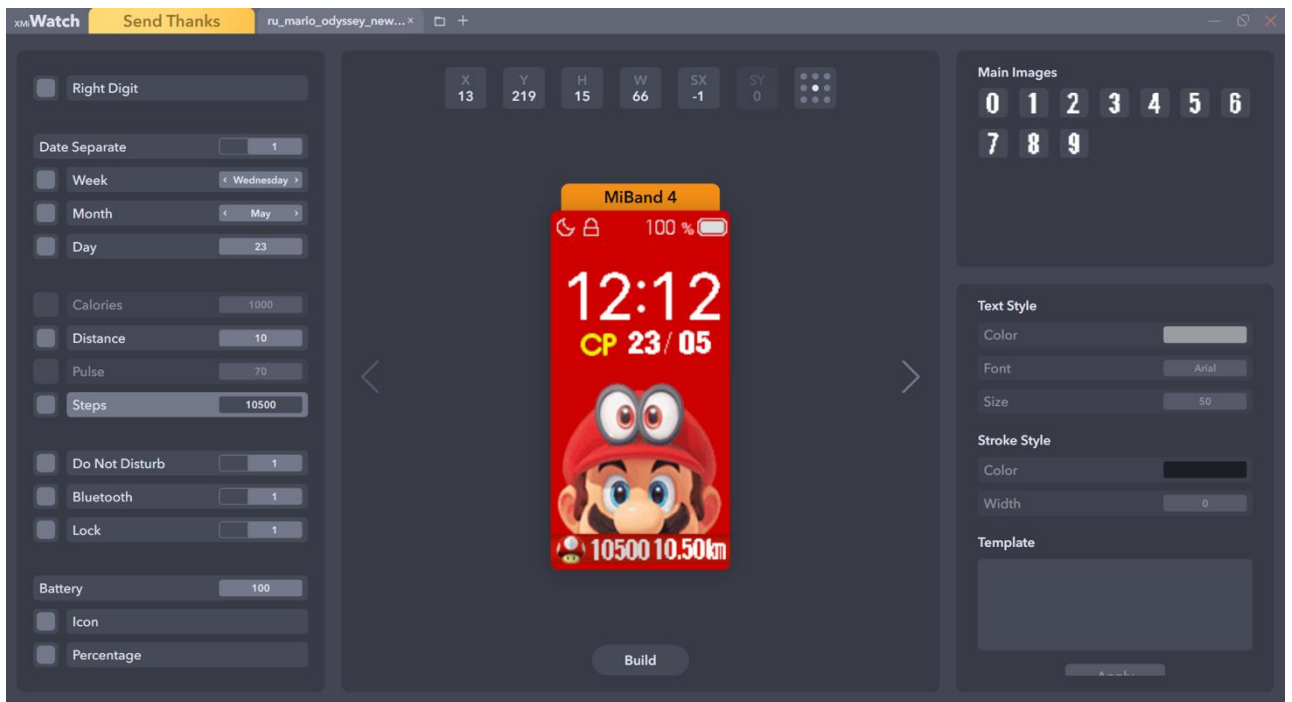 xMiWatch Send Thanks ru_mario_odyssey_new...× +
Right Digit
Date Separate 1
Week ‹ Wednesday ›
Month ‹ May ›
Day 23
Calories 1000
Distance 10
Pulse 70
Steps 10500
Do Not Disturb 1
Bluetooth 1
Lock 1
Battery 100
Icon
Percentage
X Y H W SX SY
13 219 15 66 -1 0
MiBand 4
100 %
12:12
CP 23/05
10500 10.50km
Build
Main Images
0 1 2 3 4 5 6
7 8 9
Text Style
Color
Font Arial
Size 50
Stroke Style
Color
Width 0
Template
Apply